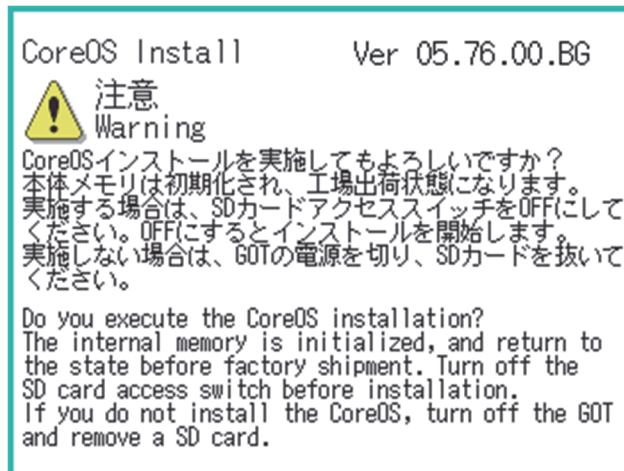 CoreOS Install Ver 05.76.00.BG
注意
Warning
CoreOSインストールを実施してもよろしいですか？
本体メモリは初期化され、工場出荷状態になります。
実施する場合は、SDカードアクセススイッチをOFFにして
ください。OFFにするとインストールを開始します。
実施しない場合は、GOTの電源を切り、SDカードを抜いて
ください。
Do you execute the CoreOS installation?
The internal memory is initialized, and return to
the state before factory shipment. Turn off the
SD card access switch before installation.
If you do not install the CoreOS, turn off the GOT
and remove a SD card.